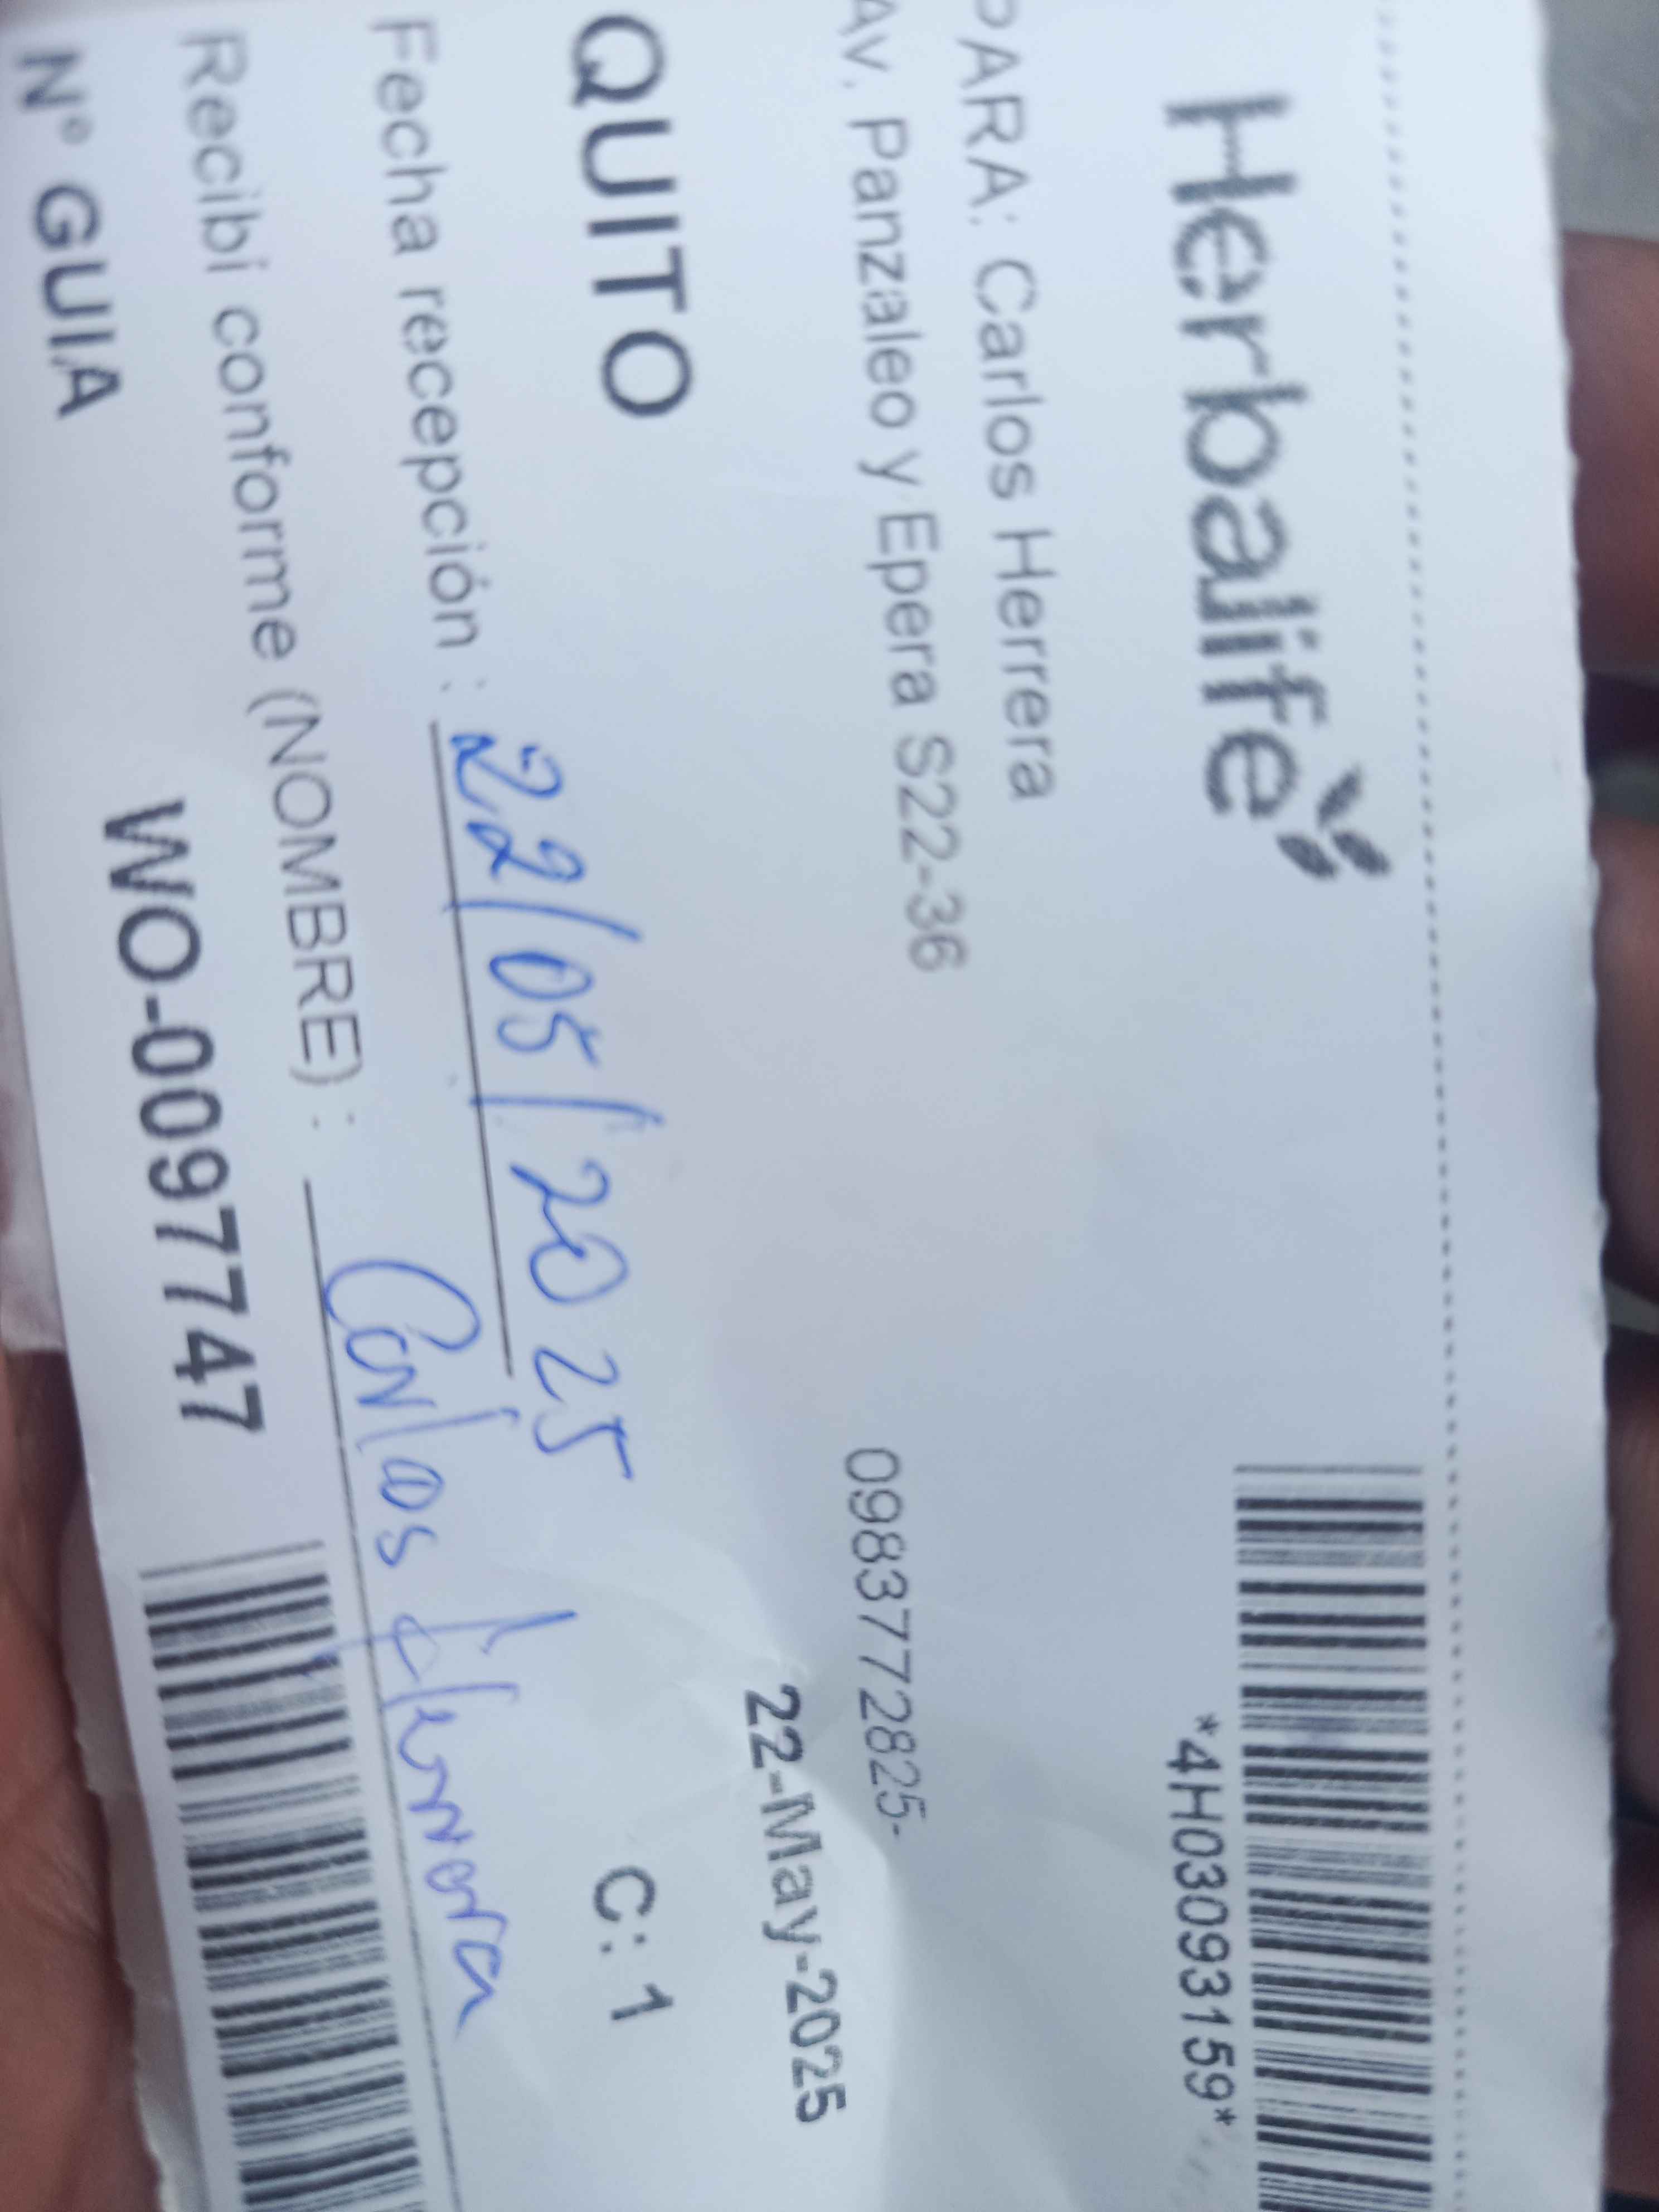 Herbalife
*4H03093159*
PARA: Carlos Herrera
Av. Panzaleo y Epera S22-36
0983772825-
22-May-2025
QUITO
C: 1
Fecha recepción : 22/05/2025
Recibí conforme (NOMBRE) : Carlos Herrera
N° GUIA WO-00977747